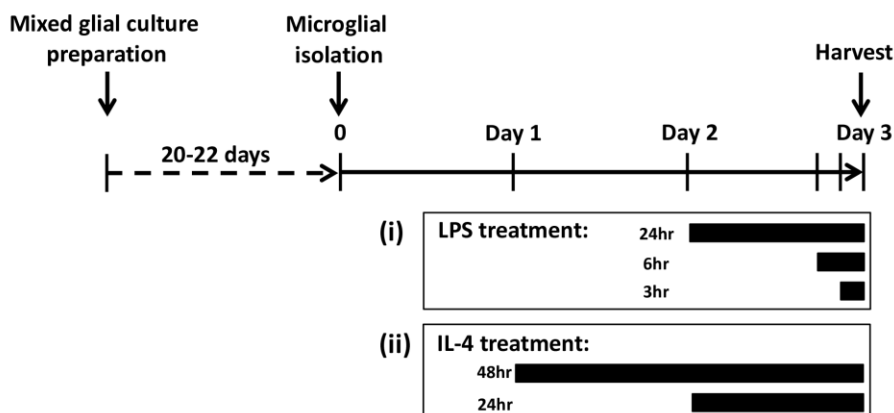 Mixed glial culture
preparation
Microglial
isolation
Harvest
0
Day 1
Day 2
Day 3
20-22 days
(i)
LPS treatment:
24hr
6hr
3hr
(ii)
IL-4 treatment:
48hr
24hr